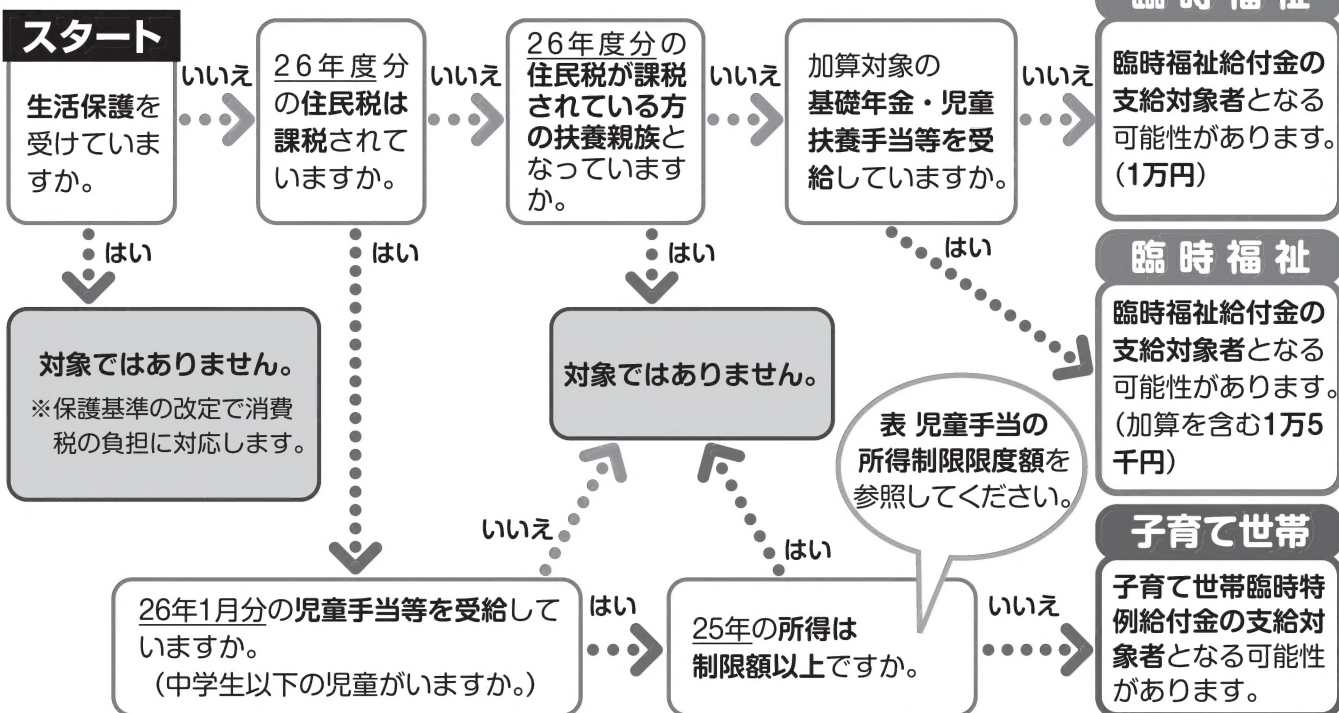 スタート
生活保護を
受けていま
すか。
いいえ
はい
26年度分
の住民税は
課税されて
いますか。
いいえ
はい
26年度分の
住民税が課税
されている方
の扶養親族と
なっています
か。
いいえ
はい
加算対象の
基礎年金・児童
扶養手当等を受
給していますか。
いいえ
はい
臨時福祉
臨時福祉給付金の
支給対象者となる
可能性があります。
（1万円）
臨時福祉
臨時福祉給付金の
支給対象者となる
可能性があります。
（加算を含む1万5
千円）
対象ではありません。
※保護基準の改定で消費
税の負担に対応します。
対象ではありません。
表 児童手当の
所得制限限度額を
参照してください。
26年1月分の児童手当等を受給して
いますか。
（中学生以下の児童がいますか。）
いいえ
はい
25年の所得は
制限額以上ですか。
はい
いいえ
子育て世帯
子育て世帯臨時特
例給付金の支給対
象者となる可能性
があります。